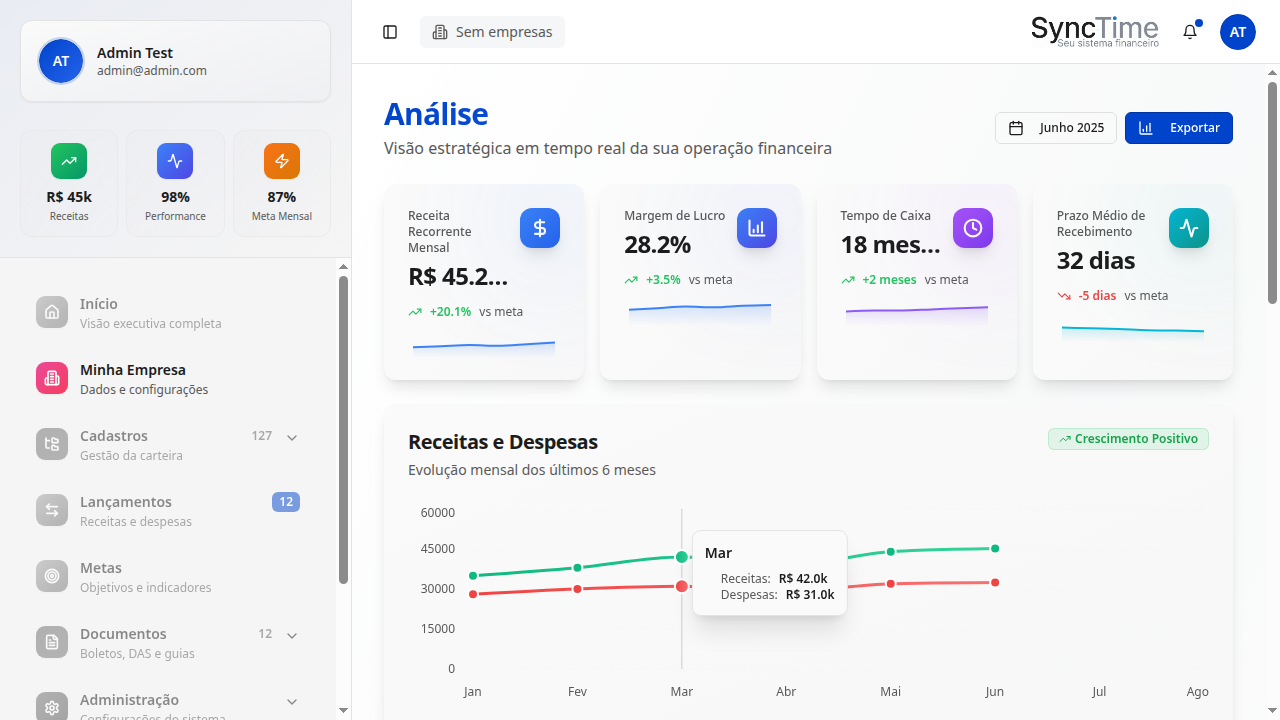 AT
Admin Test
admin@admin.com
R$ 45k
Receitas
98%
Performance
87%
Meta Mensal
Início
Visão executiva completa
Minha Empresa
Dados e configurações
Cadastros
Gestão da carteira
127
Lançamentos
Receitas e despesas
12
Metas
Objetivos e indicadores
Documentos
Boletos, DAS e guias
12
Administração
Configurações do sistema
Sem empresas
SyncTime
Seu sistema financeiro
AT
Análise
Visão estratégica em tempo real da sua operação financeira
Junho 2025
Exportar
Receita
Recorrente
Mensal
R$ 45.2...
+20.1% vs meta
Margem de Lucro
28.2%
+3.5% vs meta
Tempo de Caixa
18 mes...
+2 meses vs meta
Prazo Médio de
Recebimento
32 dias
-5 dias vs meta
Receitas e Despesas
Evolução mensal dos últimos 6 meses
Crescimento Positivo
60000
45000
30000
15000
0
Mar
Receitas: R$ 42.0k
Despesas: R$ 31.0k
Jan Fev Mar Abr Mai Jun Jul Ago